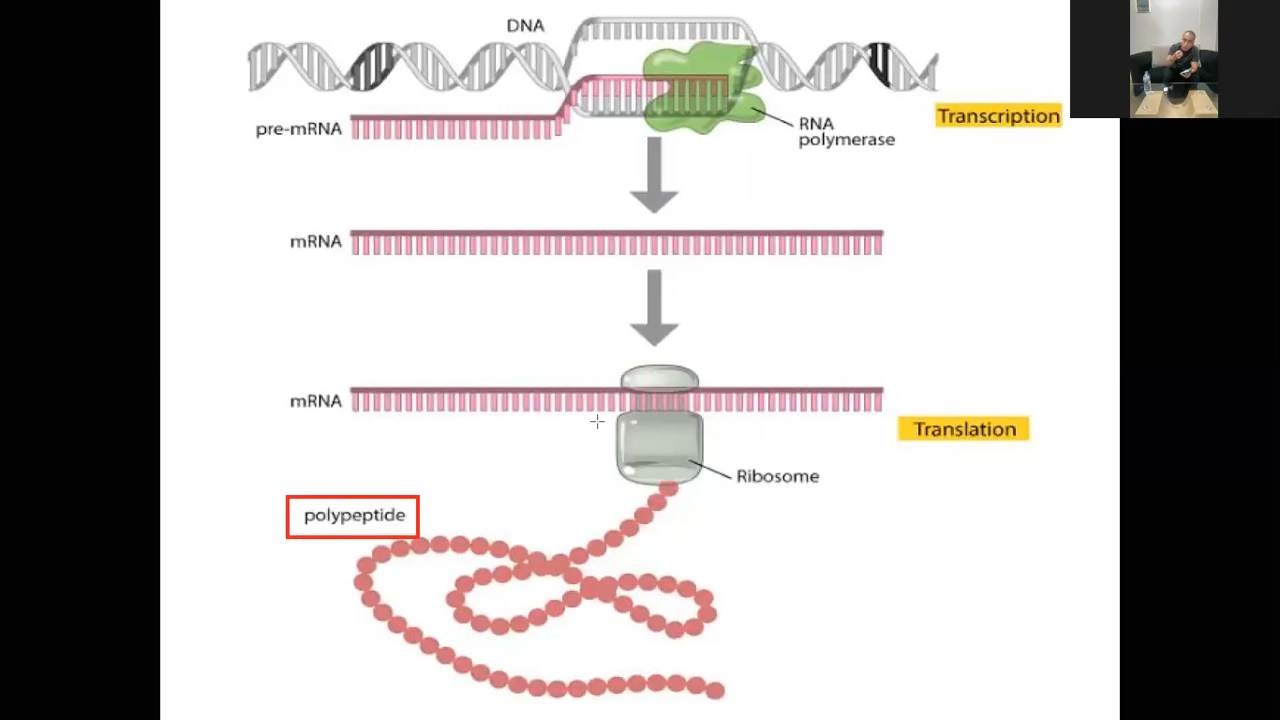 DNA
pre-mRNA
RNA
polymerase
Transcription
mRNA
mRNA
Translation
Ribosome
polypeptide